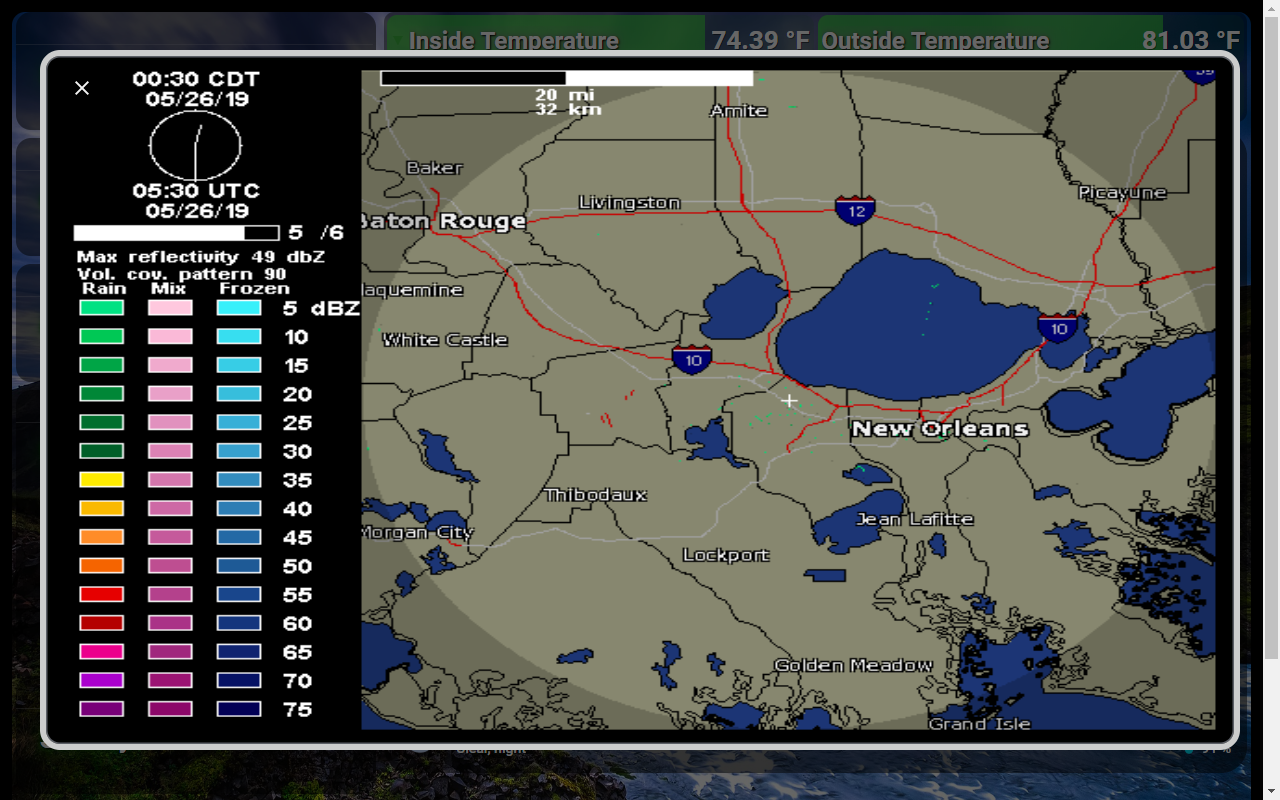 Inside Temperature 74.39 °F Outside Temperature 81.03 °F
00:30 CDT
05/26/19
05:30 UTC
05/26/19
5 /6
Max reflectivity 49 dbZ
Vol. cov. pattern 90
Rain Mix Frozen
5 dBZ
10
15
20
25
30
35
40
45
50
55
60
65
70
75
20 mi
32 km
59
Amite
Baker
Picayune
Livingston
12
Baton Rouge
laquemine
10
White Castle
10
New Orleans
Thibodaux
Jean Lafitte
Morgan City
Lockport
Golden Meadow
Grand Isle
Clear, night
91 %